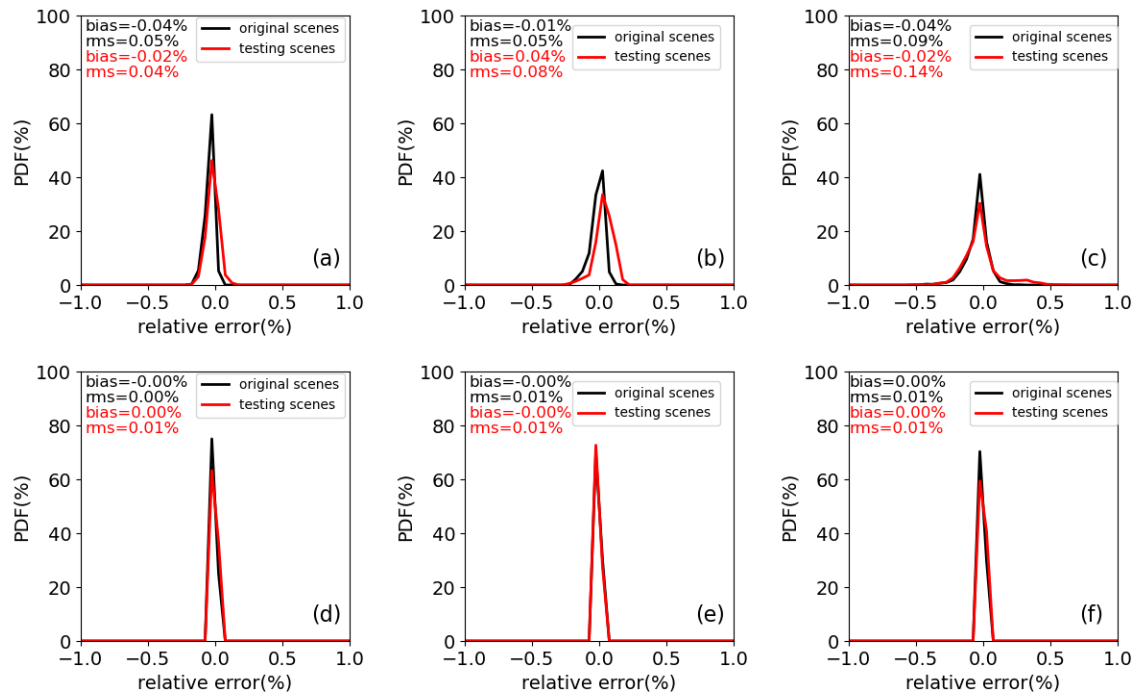 bias=-0.04%
rms=0.05%
bias=-0.02%
rms=0.04%
original scenes
testing scenes
100
80
60
40
20
0
PDF(%)
(a)
−1.0 −0.5 0.0 0.5 1.0
relative error(%)
bias=-0.01%
rms=0.05%
bias=0.04%
rms=0.08%
original scenes
testing scenes
100
80
60
40
20
0
PDF(%)
(b)
−1.0 −0.5 0.0 0.5 1.0
relative error(%)
bias=-0.04%
rms=0.09%
bias=-0.02%
rms=0.14%
original scenes
testing scenes
100
80
60
40
20
0
PDF(%)
(c)
−1.0 −0.5 0.0 0.5 1.0
relative error(%)
bias=-0.00%
rms=0.00%
bias=0.00%
rms=0.01%
original scenes
testing scenes
100
80
60
40
20
0
PDF(%)
(d)
−1.0 −0.5 0.0 0.5 1.0
relative error(%)
bias=-0.00%
rms=0.01%
bias=-0.00%
rms=0.01%
original scenes
testing scenes
100
80
60
40
20
0
PDF(%)
(e)
−1.0 −0.5 0.0 0.5 1.0
relative error(%)
bias=0.00%
rms=0.01%
bias=0.00%
rms=0.01%
original scenes
testing scenes
100
80
60
40
20
0
PDF(%)
(f)
−1.0 −0.5 0.0 0.5 1.0
relative error(%)